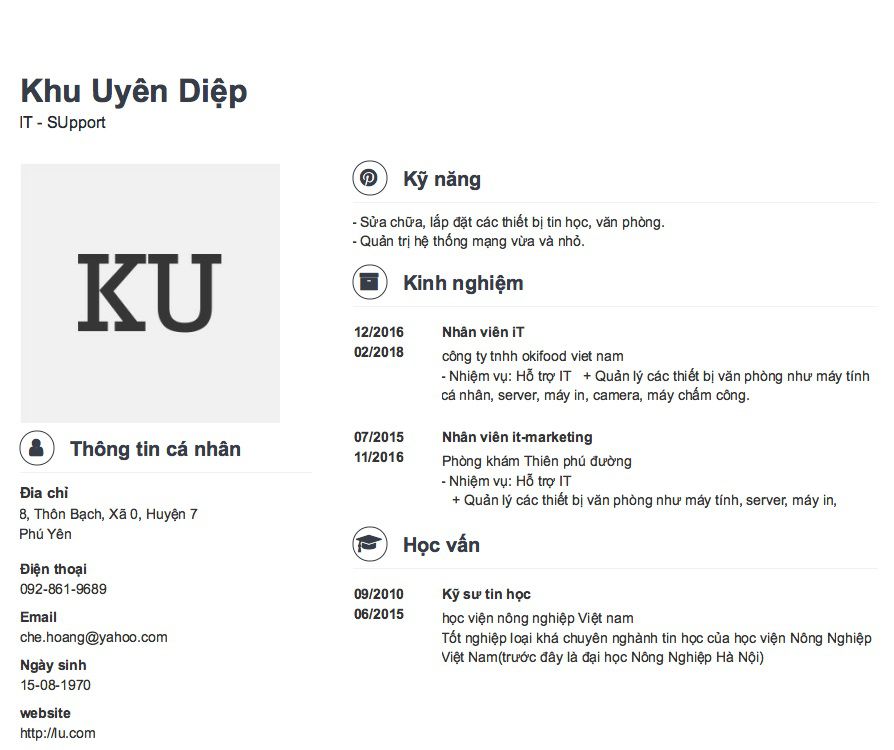 Khu Uyên Diệp
IT - SUpport
KU
Thông tin cá nhân
Đia chỉ
8, Thôn Bạch, Xã 0, Huyện 7
Phú Yên
Điện thoại
092-861-9689
Email
che.hoang@yahoo.com
Ngày sinh
15-08-1970
website
http://lu.com
Kỹ năng
- Sửa chữa, lắp đặt các thiết bị tin học, văn phòng.
- Quản trị hệ thống mạng vừa và nhỏ.
Kinh nghiệm
12/2016
02/2018
Nhân viên iT
công ty tnhh okifood viet nam
- Nhiệm vụ: Hỗ trợ IT   + Quản lý các thiết bị văn phòng như máy tính
cá nhân, server, máy in, camera, máy chấm công.
07/2015
11/2016
Nhân viên it-marketing
Phòng khám Thiên phú đường
- Nhiệm vụ: Hỗ trợ IT
+ Quản lý các thiết bị văn phòng như máy tính, server, máy in,
Học vấn
09/2010
06/2015
Kỹ sư tin học
học viện nông nghiệp Việt nam
Tốt nghiệp loại khá chuyên nghành tin học của học viện Nông Nghiệp
Việt Nam(trước đây là đại học Nông Nghiệp Hà Nội)